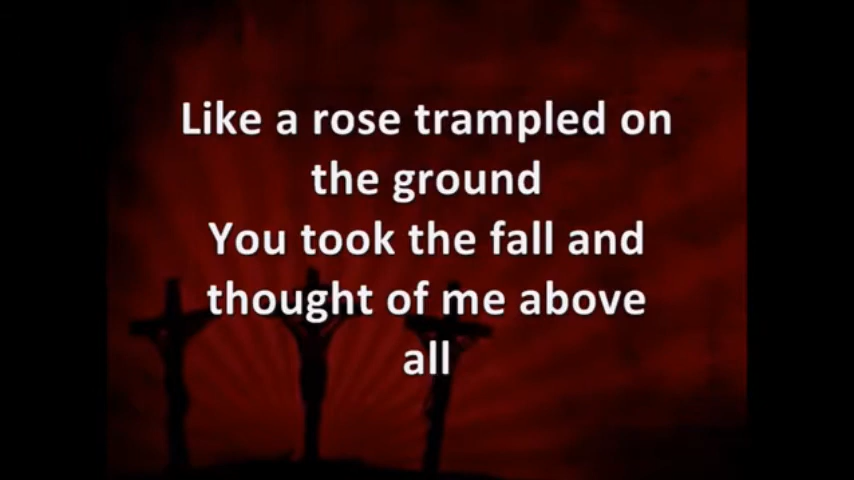 Like a rose trampled on
the ground
You took the fall and
thought of me above
all